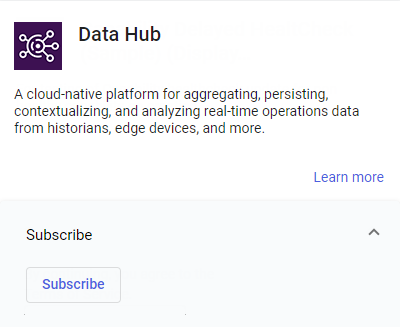 Data Hub
A cloud-native platform for aggregating, persisting,
contextualizing, and analyzing real-time operations data
from historians, edge devices, and more.
Learn more
Subscribe
Subscribe